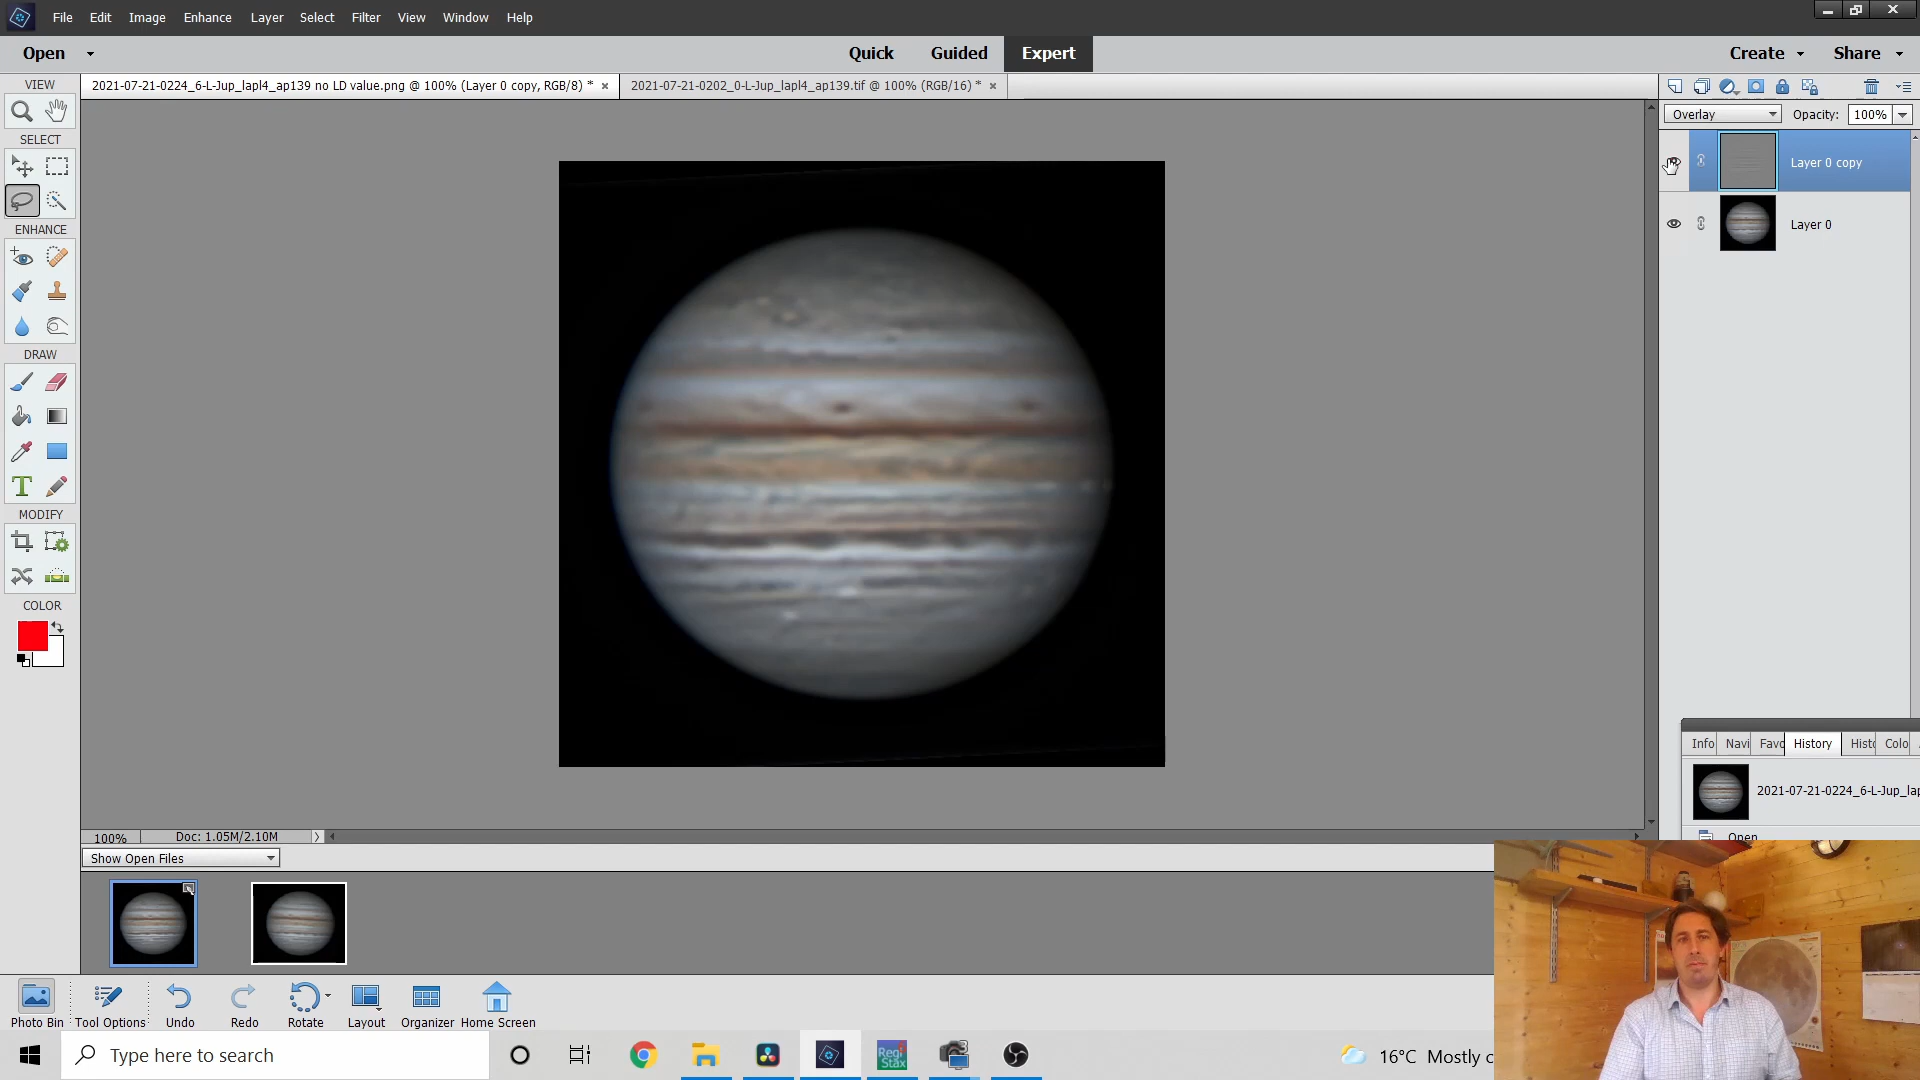 File Edit Image Enhance Layer Select Filter View Window Help
Open Quick Guided Expert Create Share
VIEW
2021-07-21-0224_6-L-Jup_lapl4_ap139 no LD value.png @ 100% (Layer 0 copy, RGB/8) * ×
2021-07-21-0202_0-L-Jup_lapl4_ap139.tif @ 100% (RGB/16) * ×
Overlay Opacity: 100%
SELECT
Layer 0 copy
Layer 0
ENHANCE
DRAW
T
MODIFY
COLOR
Info Navi Favo History Histo Colo
2021-07-21-0224_6-L-Jup_lap
Open
100% Doc: 1.05M/2.10M
Show Open Files
Photo Bin Tool Options Undo Redo Rotate Layout Organizer Home Screen
Type here to search
Regi Stax
3
16°C Mostly c